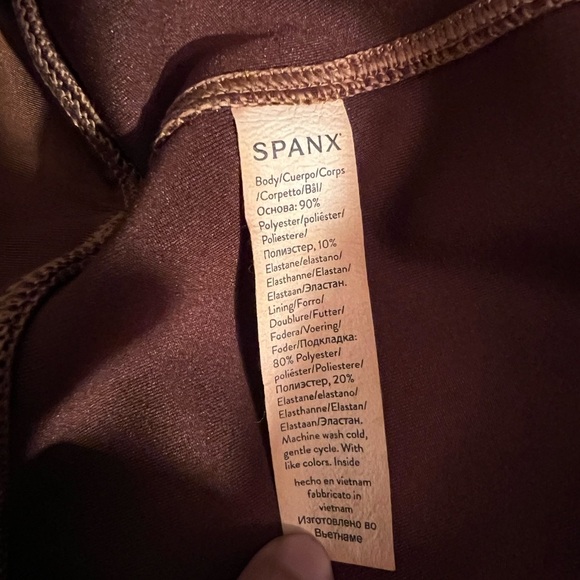 SPANX®
Body/Cuerpo/Corps
/Corpetto/Bål/
Основа: 90%
Polyester/poliéster/
Poliestere/
Полиэстер, 10%
Elastane/elastano/
Elasthanne/Elastan/
Elastaan/Эластан.
Lining/Forro/
Doublure/Futter/
Fodera/Voering/
Foder/Подкладка:
80% Polyester/
poliéster/Poliestere/
Полиэстер, 20%
Elastane/elastano/
Elasthanne/Elastan/
Elastaan/Эластан.
Machine wash cold,
gentle cycle. With
like colors. Inside
hecho en vietnam
fabbricato in
vietnam
Изготовлено во
Вьетнаме